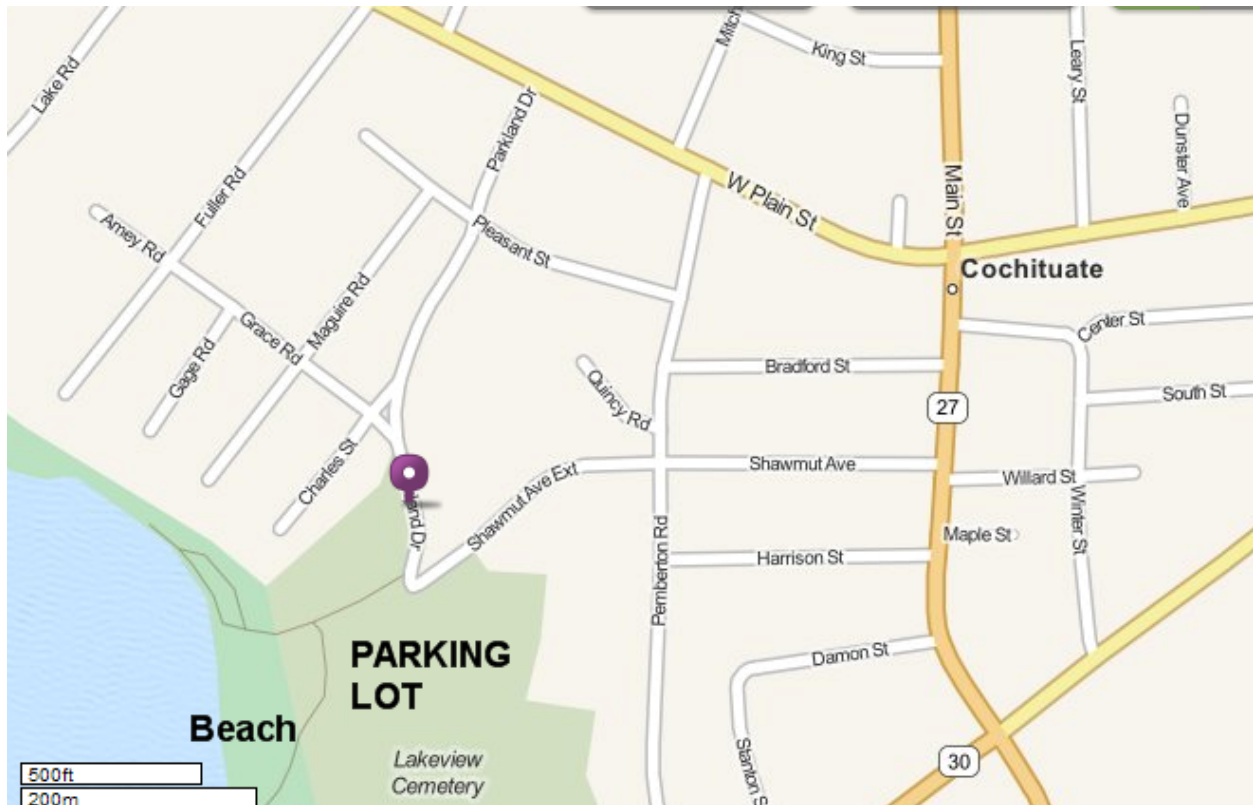 Mitch
King St
Leary St
Lake Rd
Parkland Dr
Dunster Ave
Fuller Rd
W Plain St
Main St
Amey Rd
Pleasant St
Cochituate
Maguire Rd
Grace Rd
Center St
Gage Rd
Bradford St
Quincy Rd
South St
27
Charles St
Shawmut Ave
Shawmut Ave Ext
Willard St
land Dr
Winter St
Maple St
Harrison St
Pemberton Rd
PARKING
LOT
Damon St
Beach
Stanton S
Lakeview
Cemetery
30
500ft
200m